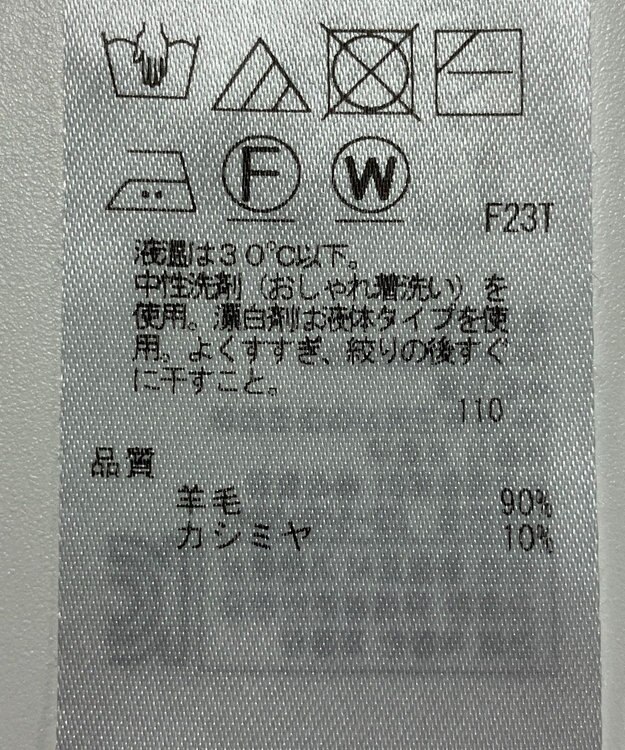 F
W
F23T
液温は30℃以下。
中性洗剤（おしゃれ着洗い）を
使用。漂白剤は液体タイプを使
用。よくすすぎ、絞りの後すぐ
に干すこと。
110
品質
羊毛 90%
カシミヤ 10%